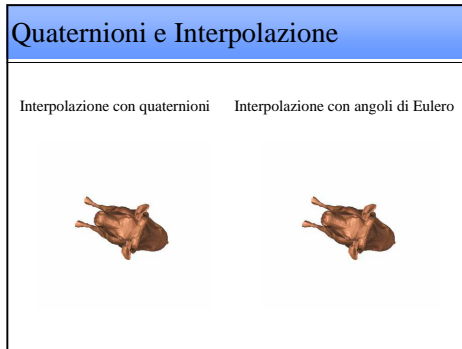 Quaternioni e Interpolazione
Interpolazione con quaternioni
Interpolazione con angoli di Eulero